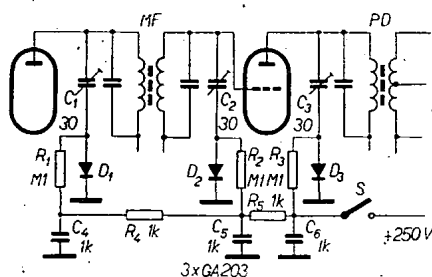 MF
PD
C1
30
C2
30
C3
30
R1
M1
D1
D2
R2
M1
R3
M1
D3
R5
1k
S
C4
1k
R4 1k
C5
1k
C6
1k
±250V
3xGA203